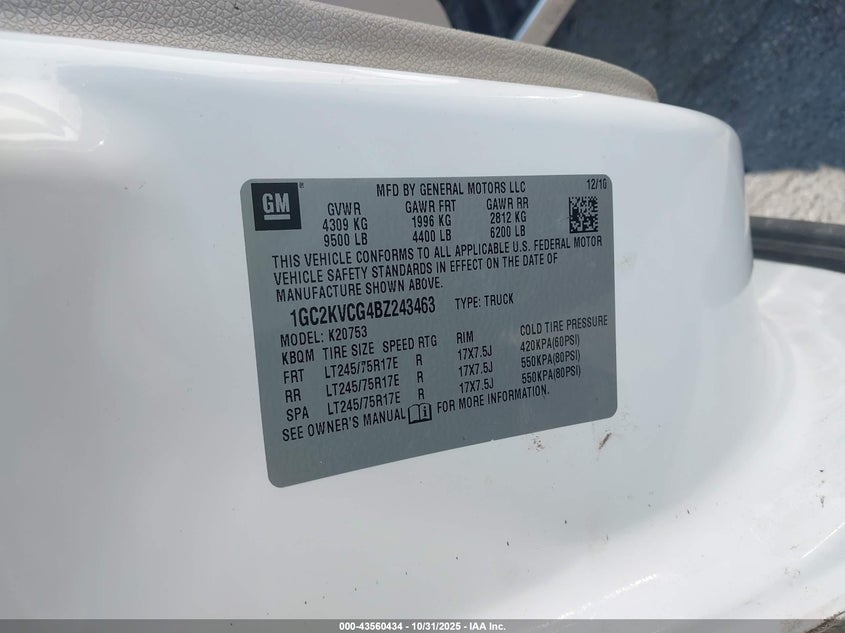 GM
MFD BY GENERAL MOTORS LLC 12/10
GVWR GAWR FRT GAWR RR
4309 KG 1996 KG 2812 KG
9500 LB 4400 LB 6200 LB
THIS VEHICLE CONFORMS TO ALL APPLICABLE U.S. FEDERAL MOTOR
VEHICLE SAFETY STANDARDS IN EFFECT ON THE DATE OF
MANUFACTURE SHOWN ABOVE.
1GC2KVCG4BZ243463 TYPE: TRUCK
MODEL: K20753
KBQM TIRE SIZE SPEED RTG RIM COLD TIRE PRESSURE
FRT LT245/75R17E R 17X7.5J 420KPA(60PSI)
RR LT245/75R17E R 17X7.5J 550KPA(80PSI)
SPA LT245/75R17E R 17X7.5J 550KPA(80PSI)
SEE OWNER'S MANUAL FOR MORE INFORMATION.
000-43560434 - 10/31/2025 - IAA Inc.